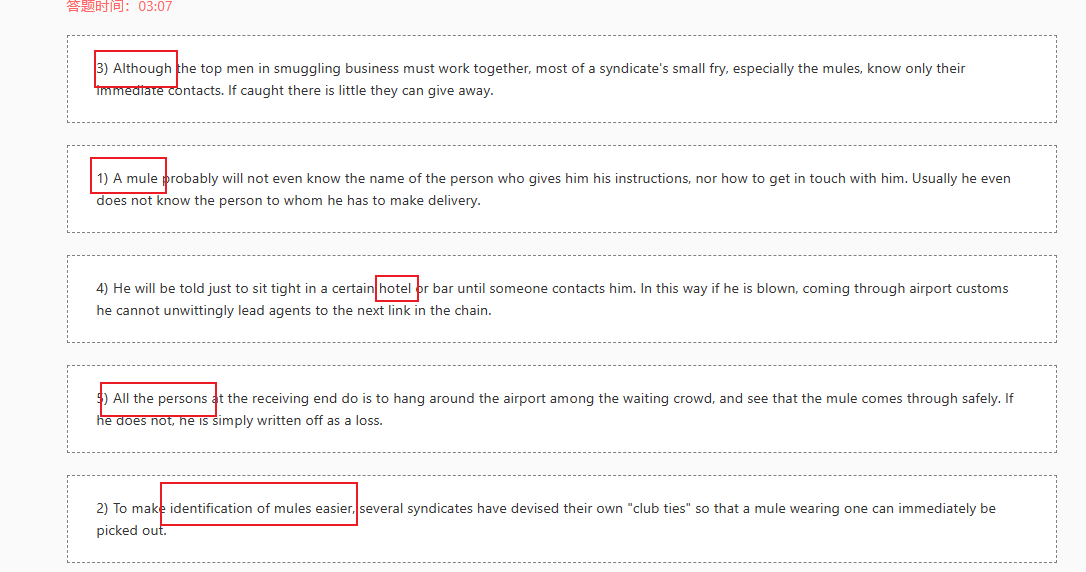 答题时间：03:07
3) Although the top men in smuggling business must work together, most of a syndicate's small fry, especially the mules, know only their
immediate contacts. If caught there is little they can give away.
1) A mule probably will not even know the name of the person who gives him his instructions, nor how to get in touch with him. Usually he even
does not know the person to whom he has to make delivery.
4) He will be told just to sit tight in a certain hotel or bar until someone contacts him. In this way if he is blown, coming through airport customs
he cannot unwittingly lead agents to the next link in the chain.
5) All the persons at the receiving end do is to hang around the airport among the waiting crowd, and see that the mule comes through safely. If
he does not, he is simply written off as a loss.
2) To make identification of mules easier, several syndicates have devised their own "club ties" so that a mule wearing one can immediately be
picked out.